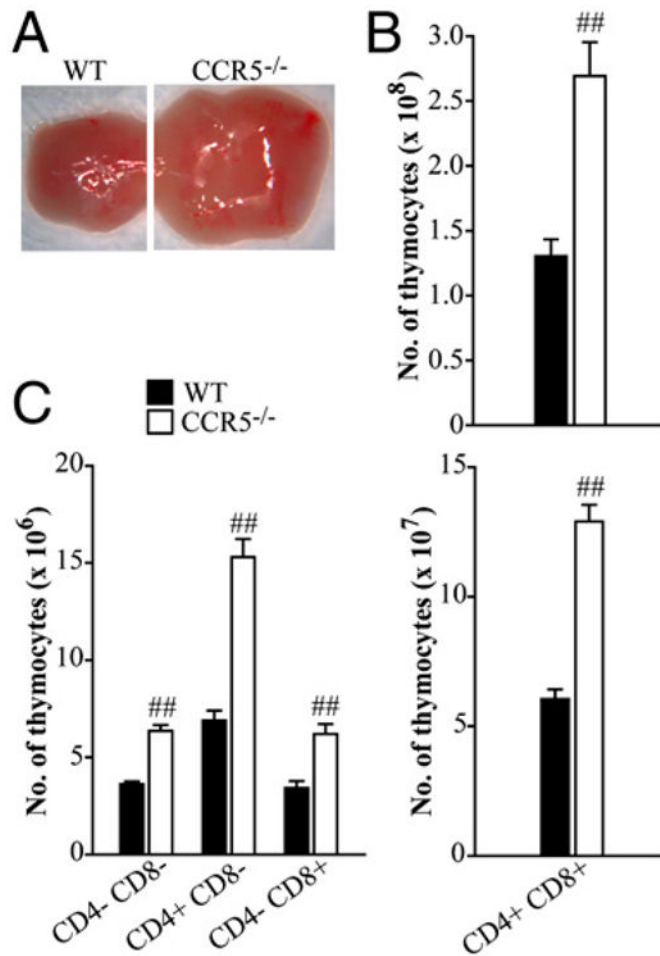 A
WT
CCR5-/-
B
##
3.0
2.5
2.0
1.5
1.0
0.5
0
No. of thymocytes (x 10^8)
C
WT
CCR5-/-
20
15
10
5
0
No. of thymocytes (x 10^6)
##
##
##
CD4- CD8-
CD4+ CD8-
CD4- CD8+
15
10
5
0
No. of thymocytes (x 10^7)
##
CD4+ CD8+